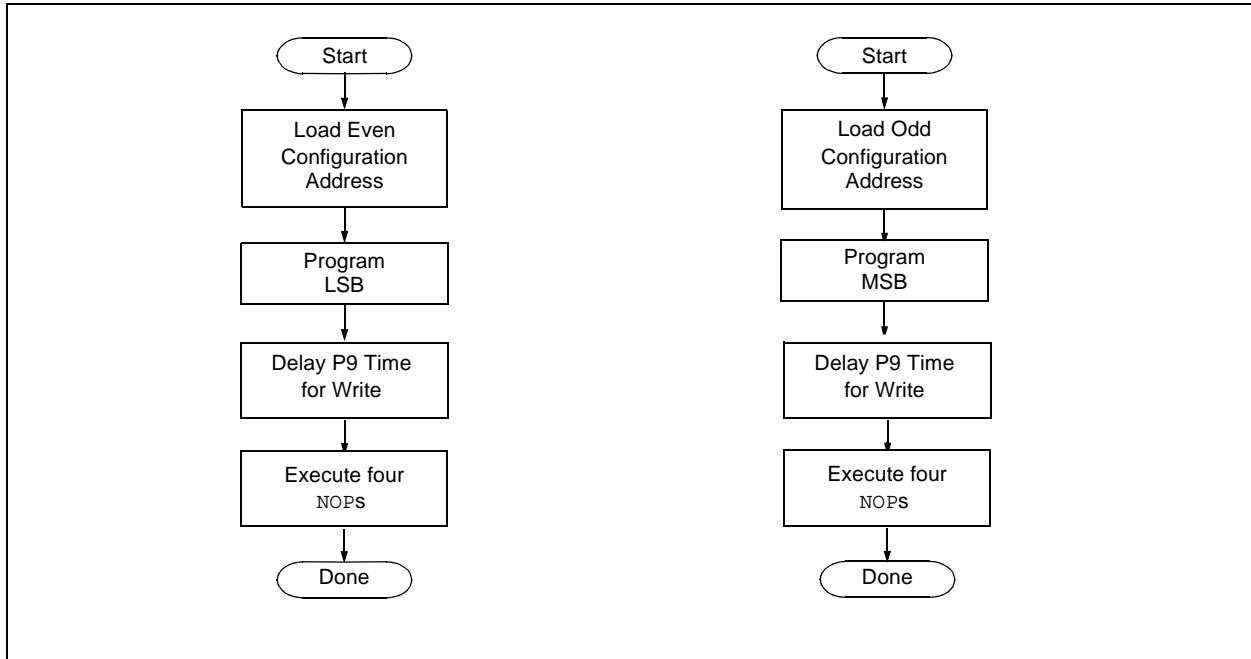 Start
Load Even
Configuration
Address
Program
LSB
Delay P9 Time
for Write
Execute four
NOPs
Done
Start
Load Odd
Configuration
Address
Program
MSB
Delay P9 Time
for Write
Execute four
NOPs
Done